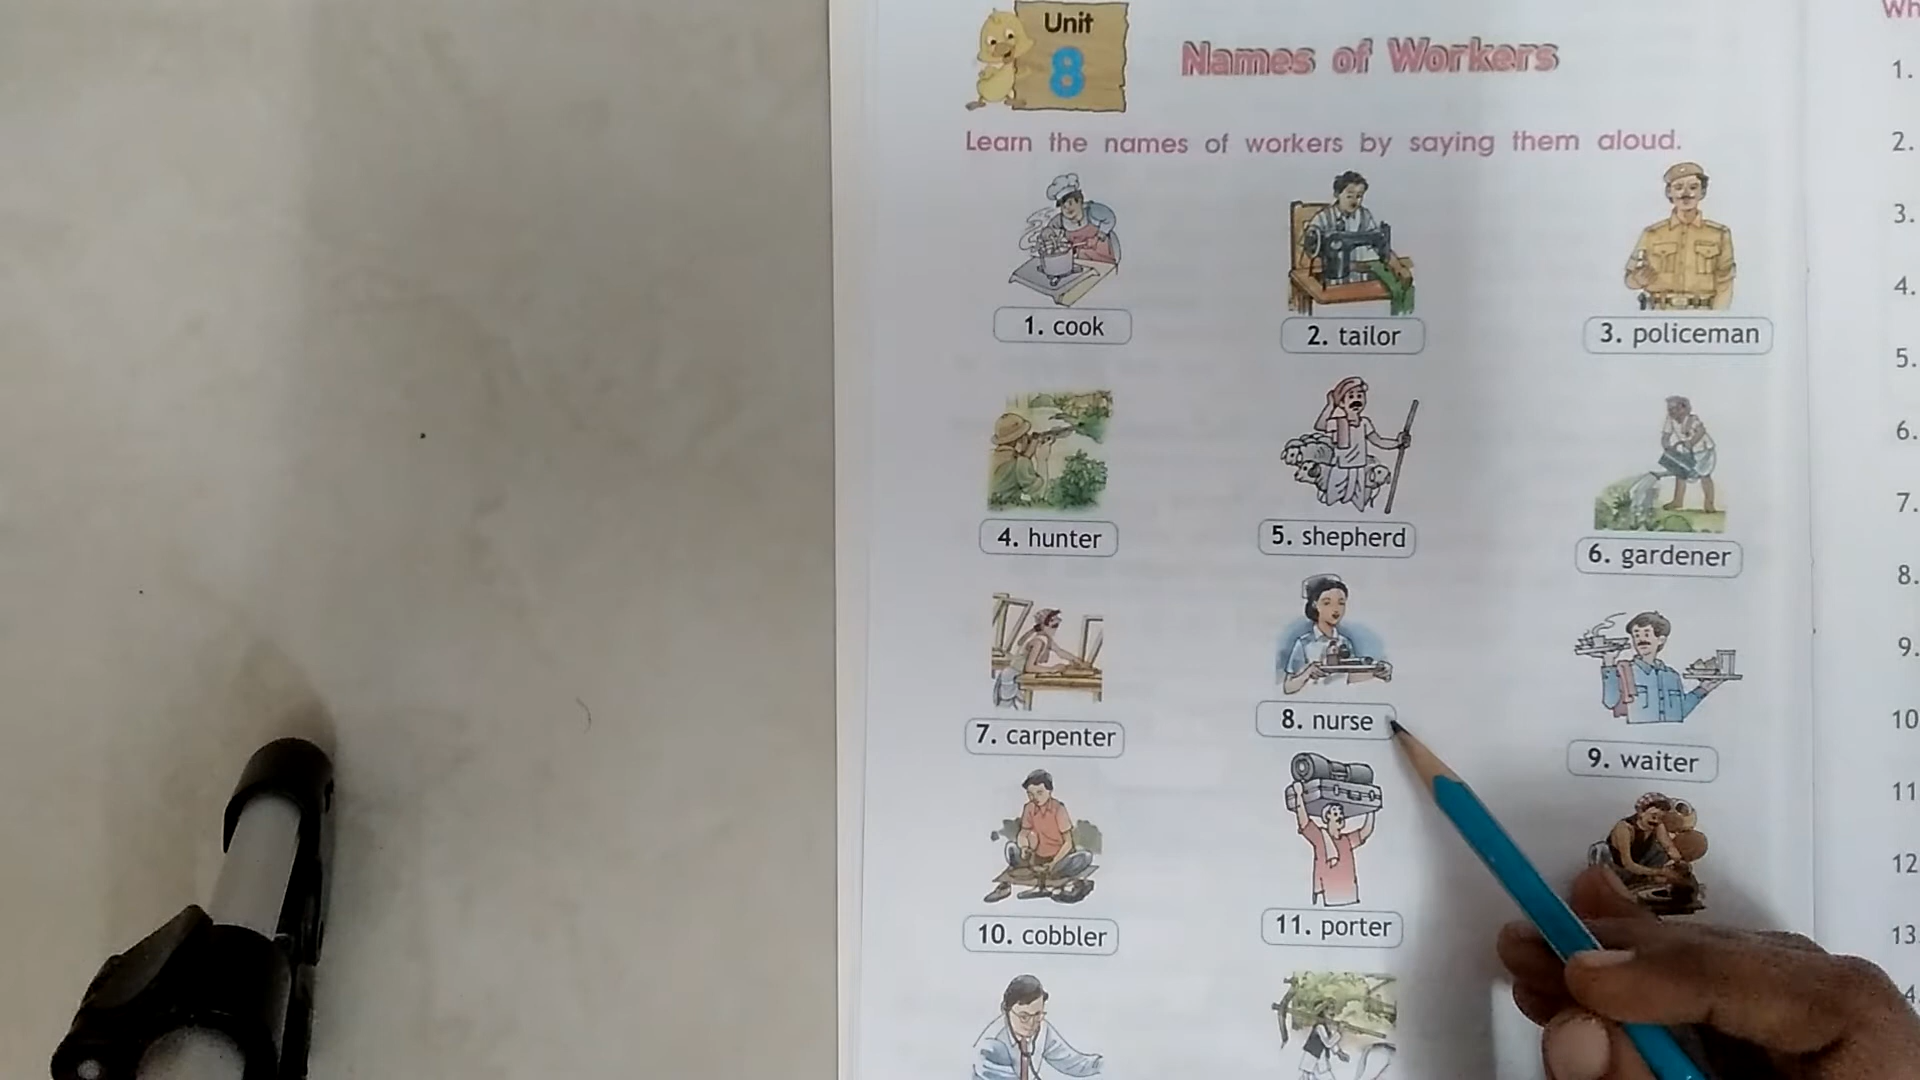 Unit
8
Names of Workers
Learn the names of workers by saying them aloud.
1. cook
2. tailor
3. policeman
4. hunter
5. shepherd
6. gardener
7. carpenter
8. nurse
9. waiter
10. cobbler
11. porter
Wh
1.
2.
3.
4.
5.
6.
7.
8.
9.
10
11
12
13